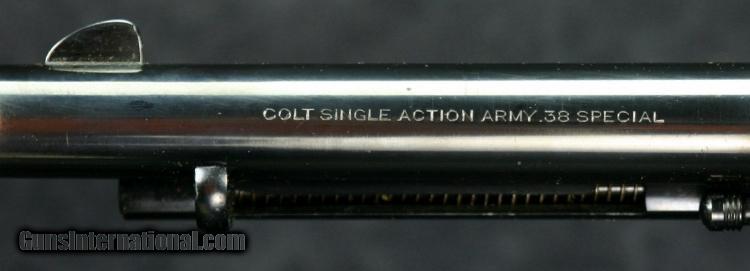 COLT SINGLE ACTION ARMY .38 SPECIAL
GunsInternational.com